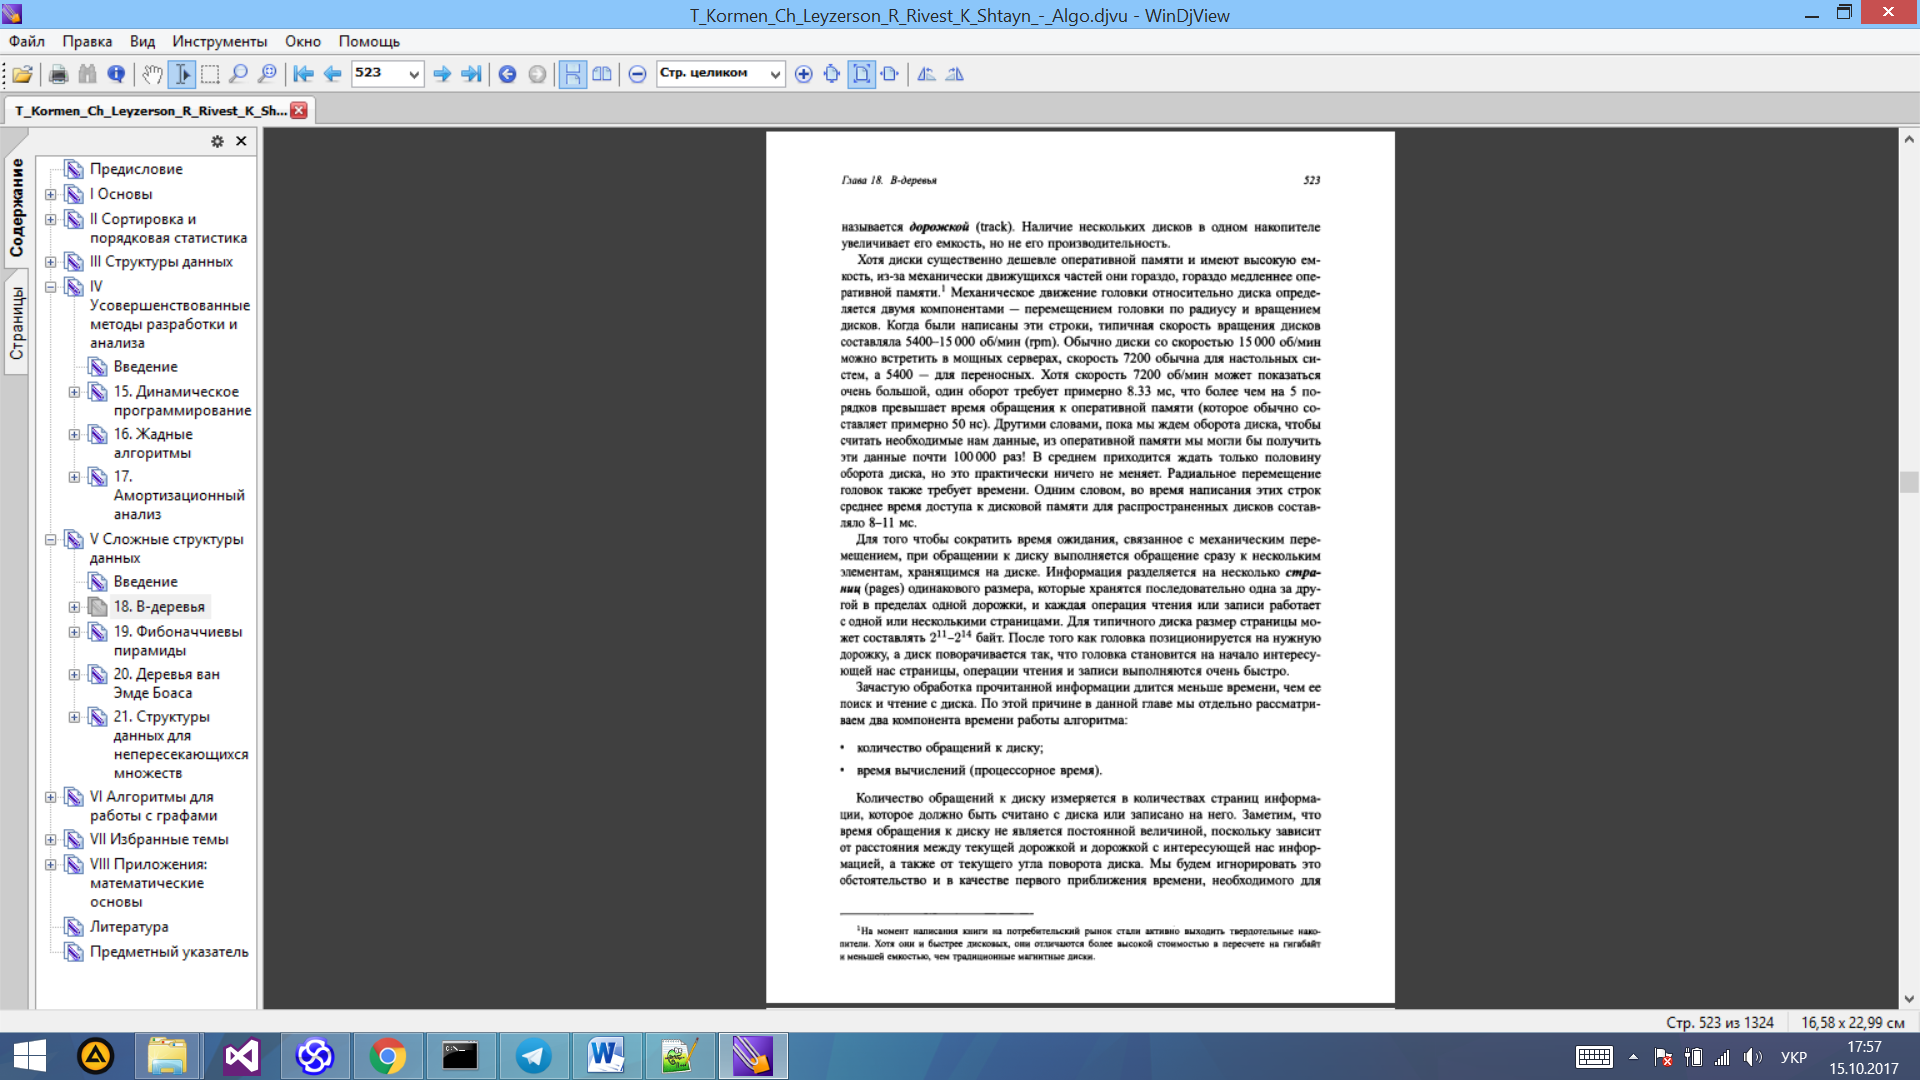 T_Kormen_Ch_Leyzerson_R_Rivest_K_Shtayn_-_Algo.djvu - WinDjView
Файл Правка Вид Инструменты Окно Помощь
523 Стр. целиком
T_Kormen_Ch_Leyzerson_R_Rivest_K_Sh...
Содержание
Страницы
Предисловие
I Основы
II Сортировка и
порядковая статистика
III Структуры данных
IV
Усовершенствованные
методы разработки и
анализа
Введение
15. Динамическое
программирование
16. Жадные
алгоритмы
17.
Амортизационный
анализ
V Сложные структуры
данных
Введение
18. В-деревья
19. Фибоначчиевы
пирамиды
20. Деревья ван
Эмде Боаса
21. Структуры
данных для
непересекающихся
множеств
VI Алгоритмы для
работы с графами
VII Избранные темы
VIII Приложения:
математические
основы
Литература
Предметный указатель
Глава 18. В-деревья 523
называется дорожкой (track). Наличие нескольких дисков в одном накопителе
увеличивает его емкость, но не его производительность.
Хотя диски существенно дешевле оперативной памяти и имеют высокую ем-
кость, из-за механически движущихся частей они гораздо, гораздо медленнее опе-
ративной памяти.¹ Механическое движение головки относительно диска опреде-
ляется двумя компонентами — перемещением головки по радиусу и вращением
дисков. Когда были написаны эти строки, типичная скорость вращения дисков
составляла 5400–15 000 об/мин (rpm). Обычно диски со скоростью 15 000 об/мин
можно встретить в мощных серверах, скорость 7200 обычна для настольных си-
стем, а 5400 — для переносных. Хотя скорость 7200 об/мин может показаться
очень большой, один оборот требует примерно 8.33 мс, что более чем на 5 по-
рядков превышает время обращения к оперативной памяти (которое обычно со-
ставляет примерно 50 нс). Другими словами, пока мы ждем оборота диска, чтобы
считать необходимые нам данные, из оперативной памяти мы могли бы получить
эти данные почти 100 000 раз! В среднем приходится ждать только половину
оборота диска, но это практически ничего не меняет. Радиальное перемещение
головок также требует времени. Одним словом, во время написания этих строк
среднее время доступа к дисковой памяти для распространенных дисков состав-
ляло 8–11 мс.
Для того чтобы сократить время ожидания, связанное с механическим пере-
мещением, при обращении к диску выполняется обращение сразу к нескольким
элементам, хранящимся на диске. Информация разделяется на несколько стра-
ниц (pages) одинакового размера, которые хранятся последовательно одна за дру-
гой в пределах одной дорожки, и каждая операция чтения или записи работает
с одной или несколькими страницами. Для типичного диска размер страницы мо-
жет составлять 2¹¹–2¹⁴ байт. После того как головка позиционируется на нужную
дорожку, а диск поворачивается так, что головка становится на начало интересу-
ющей нас страницы, операции чтения и записи выполняются очень быстро.
Зачастую обработка прочитанной информации длится меньше времени, чем ее
поиск и чтение с диска. По этой причине в данной главе мы отдельно рассматри-
ваем два компонента времени работы алгоритма:
• количество обращений к диску;
• время вычислений (процессорное время).
Количество обращений к диску измеряется в количествах страниц информа-
ции, которое должно быть считано с диска или записано на него. Заметим, что
время обращения к диску не является постоянной величиной, поскольку зависит
от расстояния между текущей дорожкой и дорожкой с интересующей нас инфор-
мацией, а также от текущего угла поворота диска. Мы будем игнорировать это
обстоятельство и в качестве первого приближения времени, необходимого для
¹На момент написания книги на потребительский рынок стали активно выходить твердотельные нако-
пители. Хотя они и быстрее дисковых, они отличаются более высокой стоимостью в пересчете на гигабайт
и меньшей емкостью, чем традиционные магнитные диски.
Стр. 523 из 1324 16,58 x 22,99 см
УКР
17:57
15.10.2017